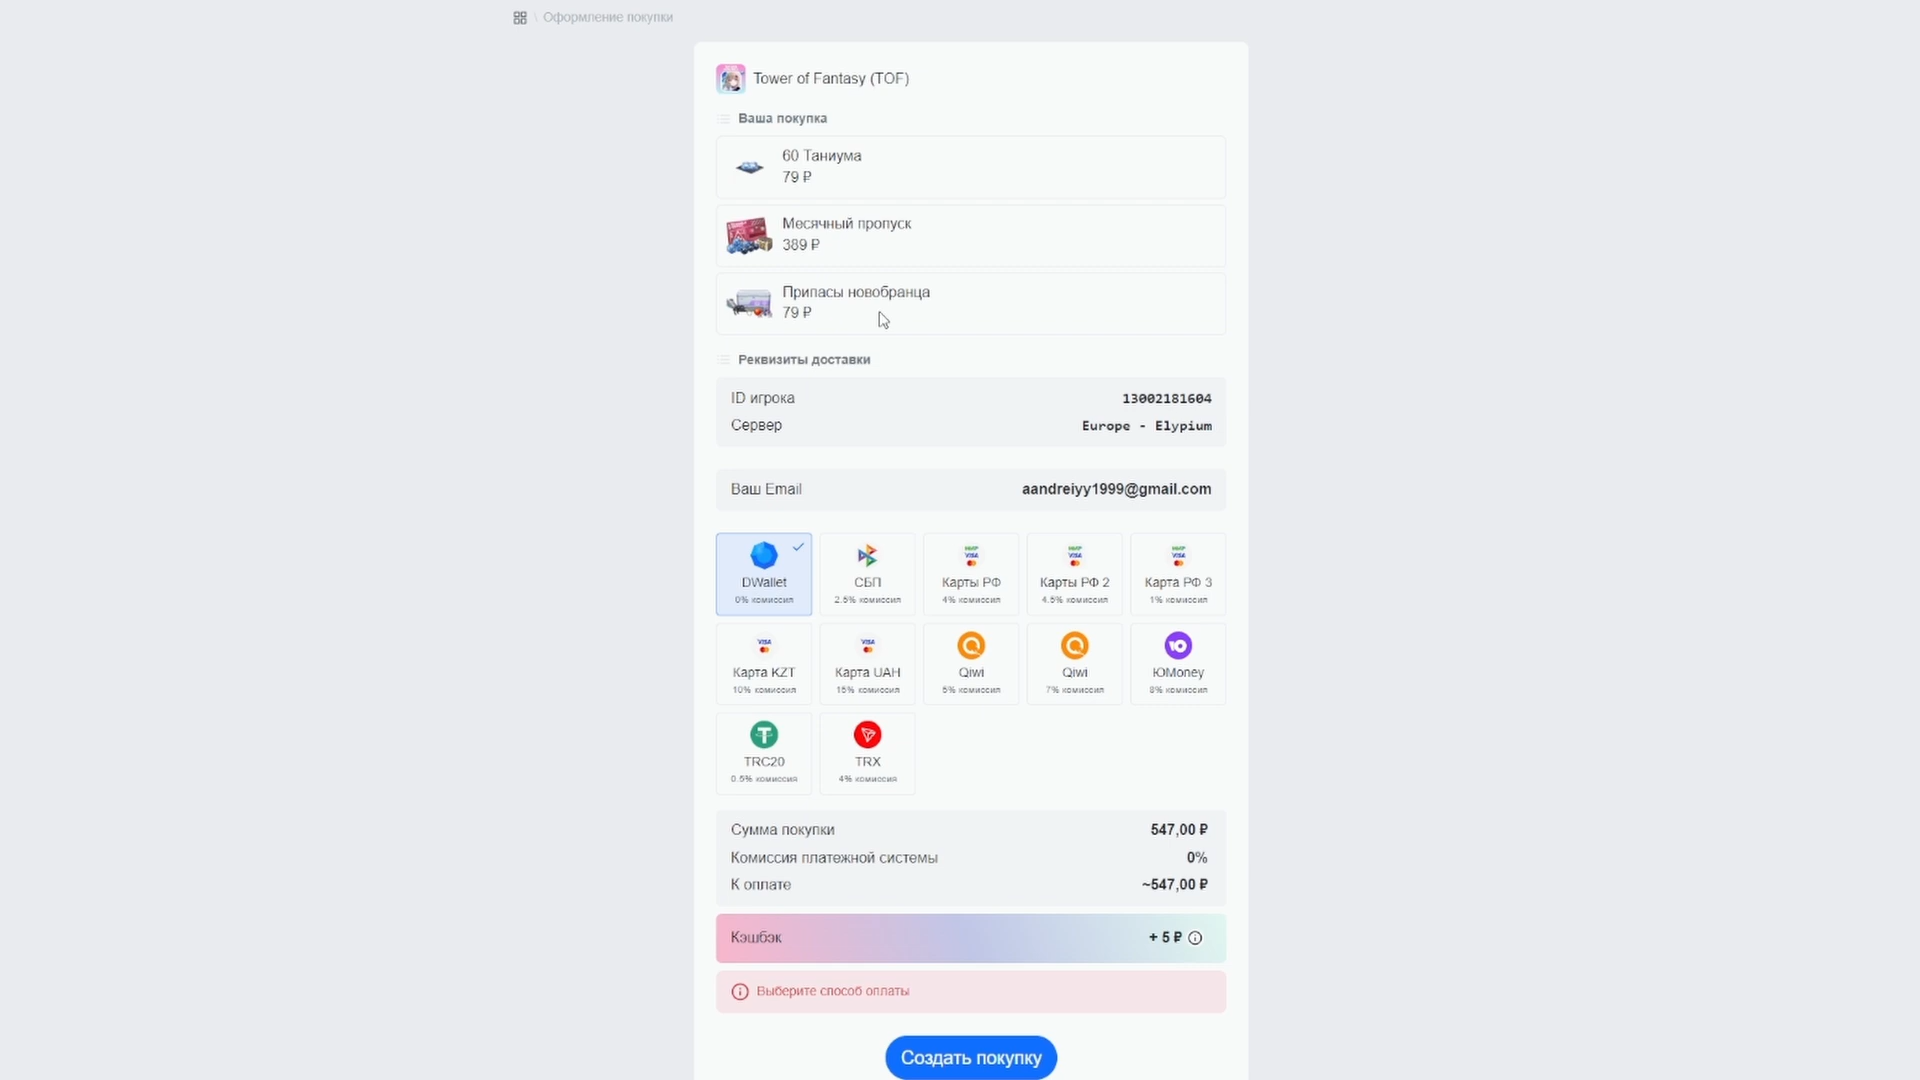 \ Оформление покупки
Tower of Fantasy (TOF)
Ваша покупка
60 Таниума
79 ₽
Месячный пропуск
389 ₽
Припасы новобранца
79 ₽
Реквизиты доставки
ID игрока 13002181604
Сервер Europe - Elypium
Ваш Email aandreiyy1999@gmail.com
DWallet СБП Карты РФ Карты РФ 2 Карта РФ 3
0% комиссия 2.5% комиссия 4% комиссия 4.5% комиссия 1% комиссия
Карта KZT Карта UAH Qiwi Qiwi ЮMoney
10% комиссия 15% комиссия 5% комиссия 7% комиссия 8% комиссия
TRC20 TRX
0.5% комиссия 4% комиссия
Сумма покупки 547,00 ₽
Комиссия платежной системы 0%
К оплате ~547,00 ₽
Кэшбэк + 5 ₽
Выберите способ оплаты
Создать покупку